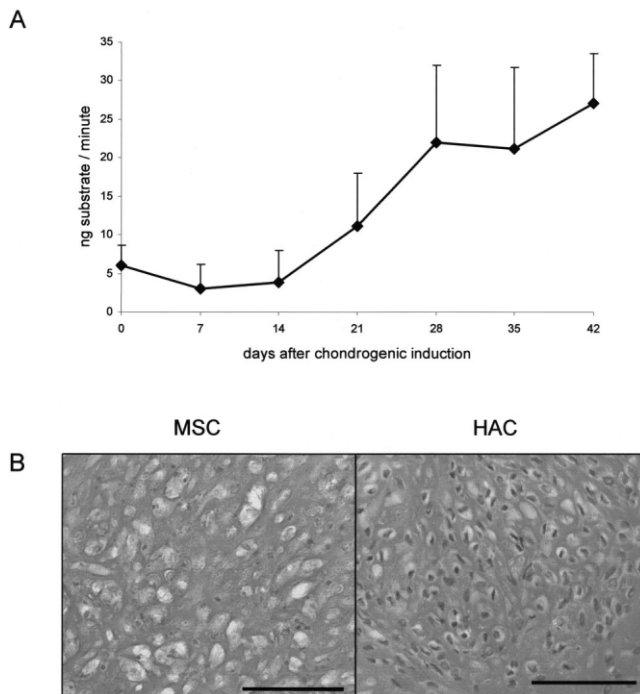 A
ng substrate / minute
35
30
25
20
15
10
5
0
0 7 14 21 28 35 42
days after chondrogenic induction
MSC HAC
B